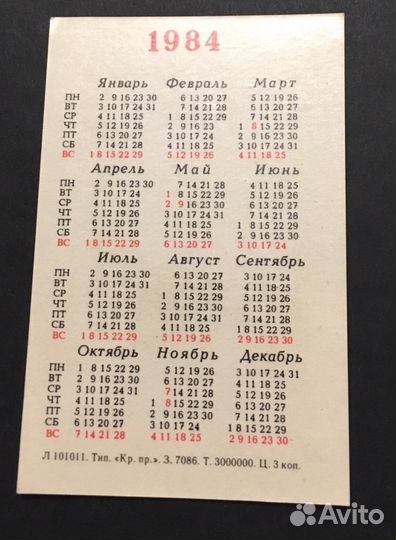 1984
Январь Февраль Март
ПН 2 9 16 23 30 6 13 20 27 5 12 19 26
ВТ 3 10 17 24 31 7 14 21 28 6 13 20 27
СР 4 11 18 25 1 8 15 22 29 7 14 21 28
ЧТ 5 12 19 26 2 9 16 23 1 8 15 22 29
ПТ 6 13 20 27 3 10 17 24 2 9 16 23 30
СБ 7 14 21 28 4 11 18 25 3 10 17 24 31
ВС 1 8 15 22 29 5 12 19 26 4 11 18 25
Апрель Май Июнь
ПН 2 9 16 23 30 7 14 21 28 4 11 18 25
ВТ 3 10 17 24 1 8 15 22 29 5 12 19 26
СР 4 11 18 25 2 9 16 23 30 6 13 20 27
ЧТ 5 12 19 26 3 10 17 24 31 7 14 21 28
ПТ 6 13 20 27 4 11 18 25 1 8 15 22 29
СБ 7 14 21 28 5 12 19 26 2 9 16 23 30
ВС 1 8 15 22 29 6 13 20 27 3 10 17 24
Июль Август Сентябрь
ПН 2 9 16 23 30 6 13 20 27 3 10 17 24
ВТ 3 10 17 24 31 7 14 21 28 4 11 18 25
СР 4 11 18 25 1 8 15 22 29 5 12 19 26
ЧТ 5 12 19 26 2 9 16 23 30 6 13 20 27
ПТ 6 13 20 27 3 10 17 24 31 7 14 21 28
СБ 7 14 21 28 4 11 18 25 1 8 15 22 29
ВС 1 8 15 22 29 5 12 19 26 2 9 16 23 30
Октябрь Ноябрь Декабрь
ПН 1 8 15 22 29 5 12 19 26 3 10 17 24 31
ВТ 2 9 16 23 30 6 13 20 27 4 11 18 25
СР 3 10 17 24 31 7 14 21 28 5 12 19 26
ЧТ 4 11 18 25 1 8 15 22 29 6 13 20 27
ПТ 5 12 19 26 2 9 16 23 30 7 14 21 28
СБ 6 13 20 27 3 10 17 24 1 8 15 22 29
ВС 7 14 21 28 4 11 18 25 2 9 16 23 30
Л 101011. Тип. «Кр. пр.». З. 7086. Т. 3000000. Ц. 3 коп.
Avito